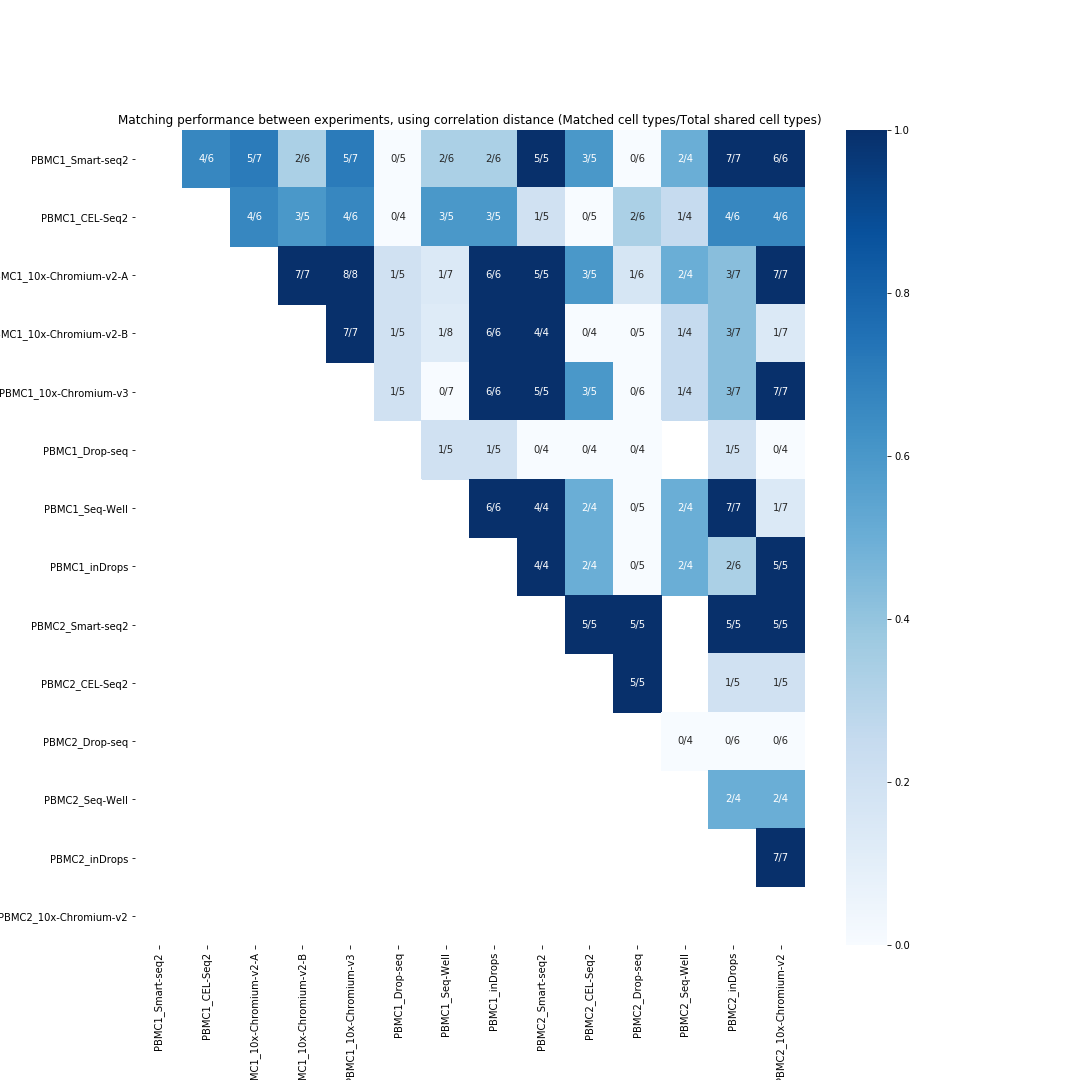 Matching performance between experiments, using correlation distance (Matched cell types/Total shared cell types)
PBMC1_Smart-seq2 4/6 5/7 2/6 5/7 0/5 2/6 2/6 5/5 3/5 0/6 2/4 7/7 6/6
PBMC1_CEL-Seq2 4/6 3/5 4/6 0/4 3/5 3/5 1/5 0/5 2/6 1/4 4/6 4/6
MC1_10x-Chromium-v2-A 7/7 8/8 1/5 1/7 6/6 5/5 3/5 1/6 2/4 3/7 7/7
MC1_10x-Chromium-v2-B 7/7 1/5 1/8 6/6 4/4 0/4 0/5 1/4 3/7 1/7
PBMC1_10x-Chromium-v3 1/5 0/7 6/6 5/5 3/5 0/6 1/4 3/7 7/7
PBMC1_Drop-seq 1/5 1/5 0/4 0/4 0/4 1/5 0/4
PBMC1_Seq-Well 6/6 4/4 2/4 0/5 2/4 7/7 1/7
PBMC1_inDrops 4/4 2/4 0/5 2/4 2/6 5/5
PBMC2_Smart-seq2 5/5 5/5 5/5 5/5
PBMC2_CEL-Seq2 5/5 1/5 1/5
PBMC2_Drop-seq 0/4 0/6 0/6
PBMC2_Seq-Well 2/4 2/4
PBMC2_inDrops 7/7
PBMC2_10x-Chromium-v2
PBMC1_Smart-seq2
PBMC1_CEL-Seq2
MC1_10x-Chromium-v2-A
MC1_10x-Chromium-v2-B
PBMC1_10x-Chromium-v3
PBMC1_Drop-seq
PBMC1_Seq-Well
PBMC1_inDrops
PBMC2_Smart-seq2
PBMC2_CEL-Seq2
PBMC2_Drop-seq
PBMC2_Seq-Well
PBMC2_inDrops
PBMC2_10x-Chromium-v2
1.0
0.8
0.6
0.4
0.2
0.0